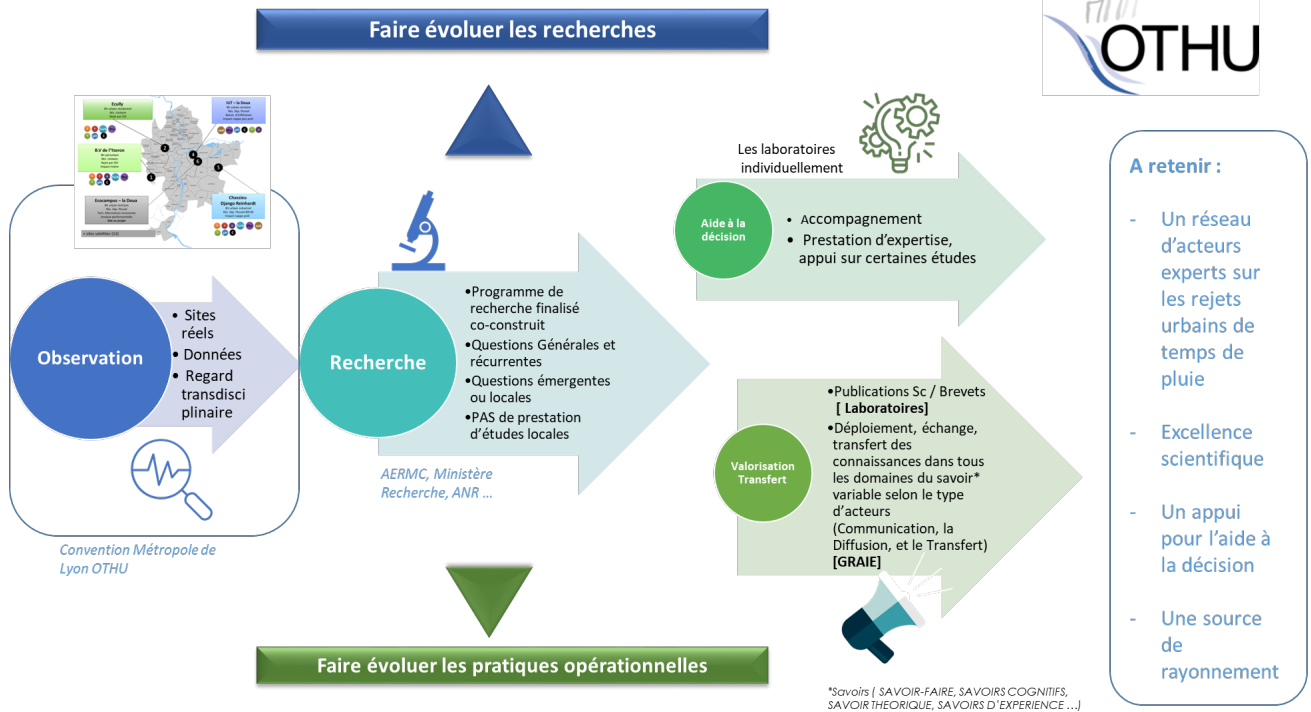 Faire évoluer les recherches
OTHU
Ecully
IUT – la Doua
BV de l'Yzeron
Ecocampus – la Doua
Chassieu
Django Reinhardt
Observation
• Sites
réels
• Données
• Regard
transdisci
plinaire
Convention Métropole de
Lyon OTHU
Recherche
•Programme de
recherche finalisé
co-construit
•Questions Générales et
récurrentes
•Questions émergentes
ou locales
•PAS de prestation
d'études locales
AERMC, Ministère
Recherche, ANR …
Les laboratoires
individuellement
Aide à la
décision
• Accompagnement
• Prestation d'expertise,
appui sur certaines études
Valorisation
Transfert
•Publications Sc / Brevets
[ Laboratoires]
•Déploiement, échange,
transfert des
connaissances dans tous
les domaines du savoir*
variable selon le type
d'acteurs
(Communication, la
Diffusion, et le Transfert)
[GRAIE]
Faire évoluer les pratiques opérationnelles
*Savoirs ( SAVOIR-FAIRE, SAVOIRS COGNITIFS,
SAVOIR THEORIQUE, SAVOIRS D'EXPERIENCE …)
A retenir :
- Un réseau
d'acteurs
experts sur
les rejets
urbains de
temps de
pluie
- Excellence
scientifique
- Un appui
pour l'aide à
la décision
- Une source
de
rayonnement